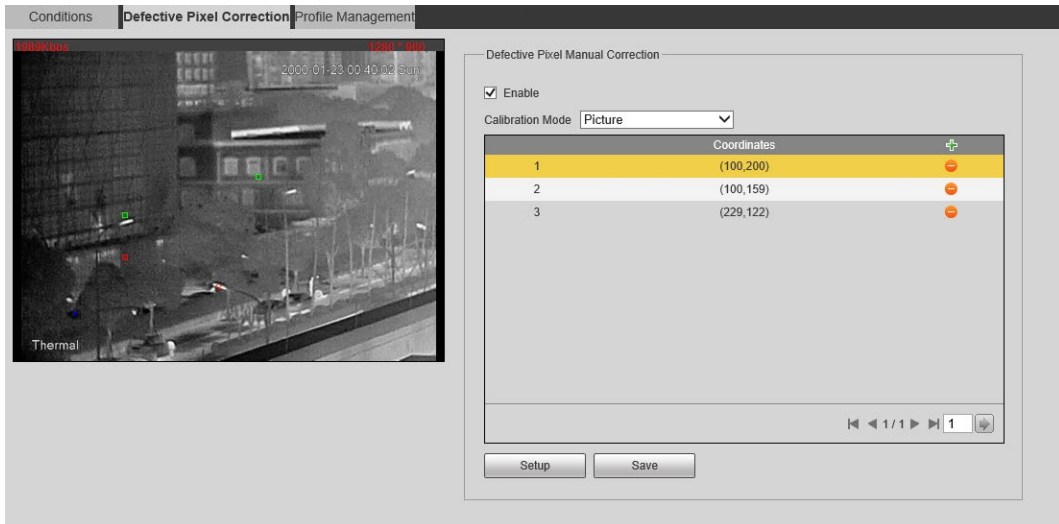 Conditions Defective Pixel Correction Profile Management
1989Kbps 1280*960
2000-01-23 00:40:02 Sun
Thermal
Defective Pixel Manual Correction
Enable
Calibration Mode Picture
Coordinates
1 (100,200)
2 (100,159)
3 (229,122)
1 / 1 1
Setup Save